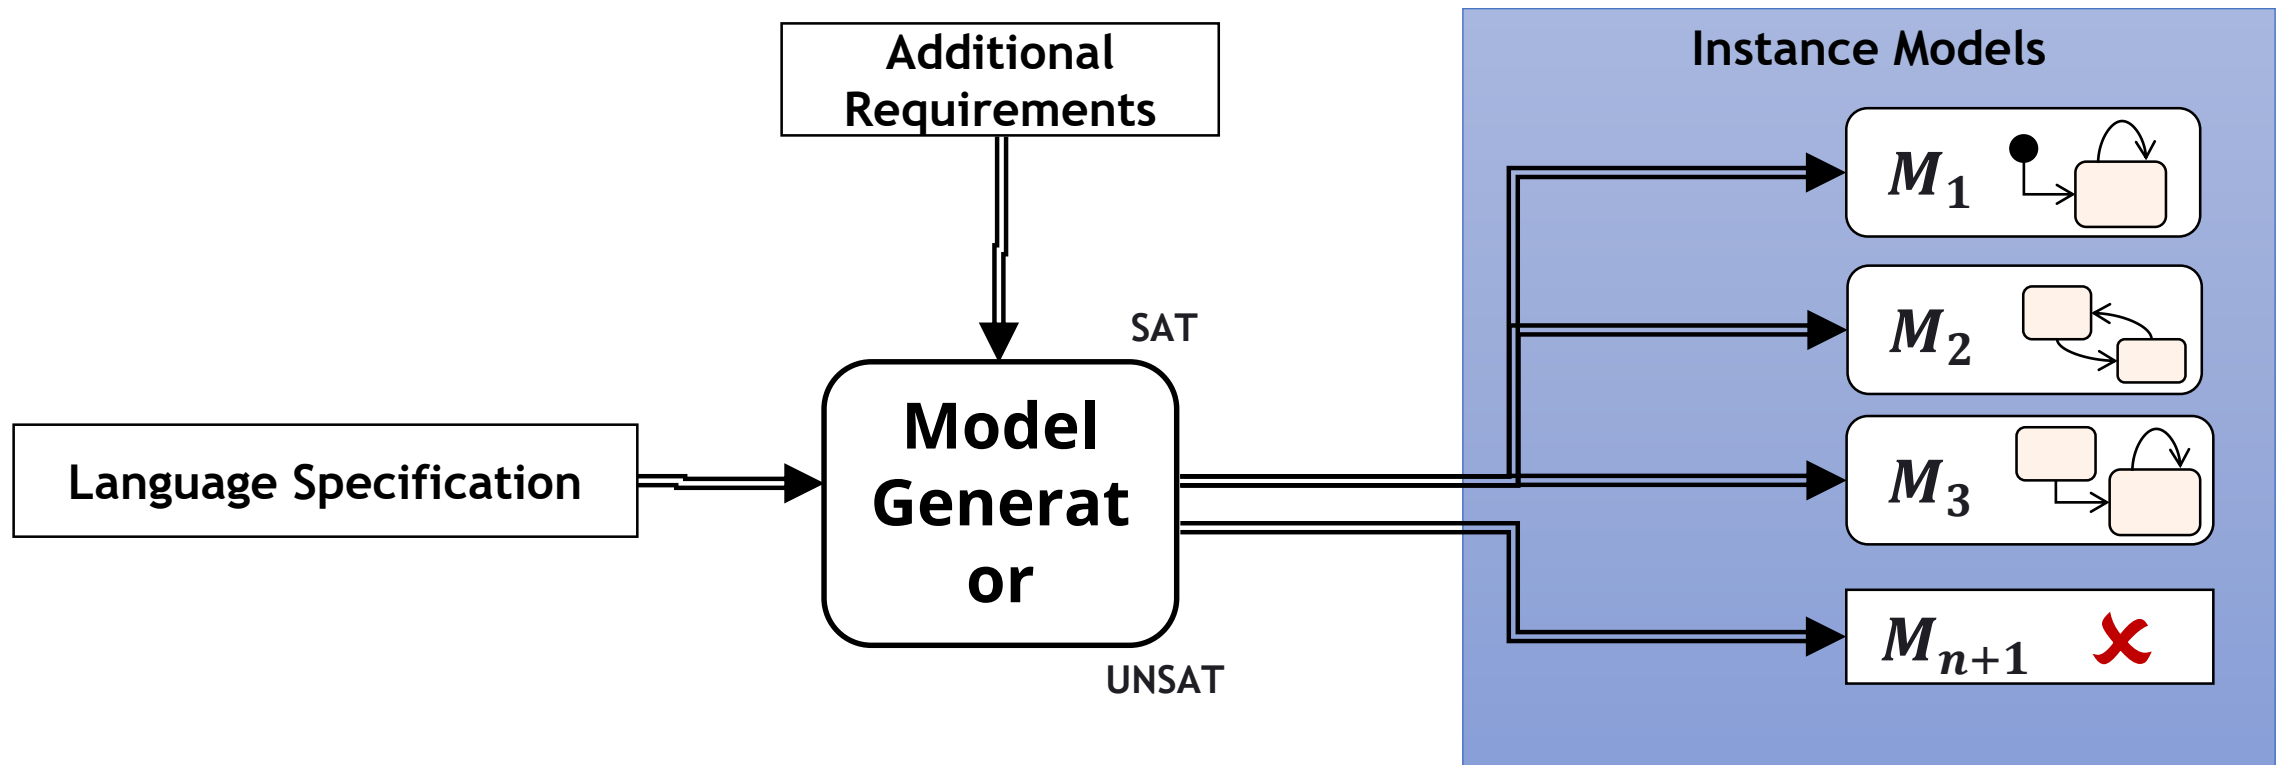 Additional
Requirements
Instance Models
M1
SAT
M2
Model
Generat
or
Language Specification
M3
Mn+1
UNSAT